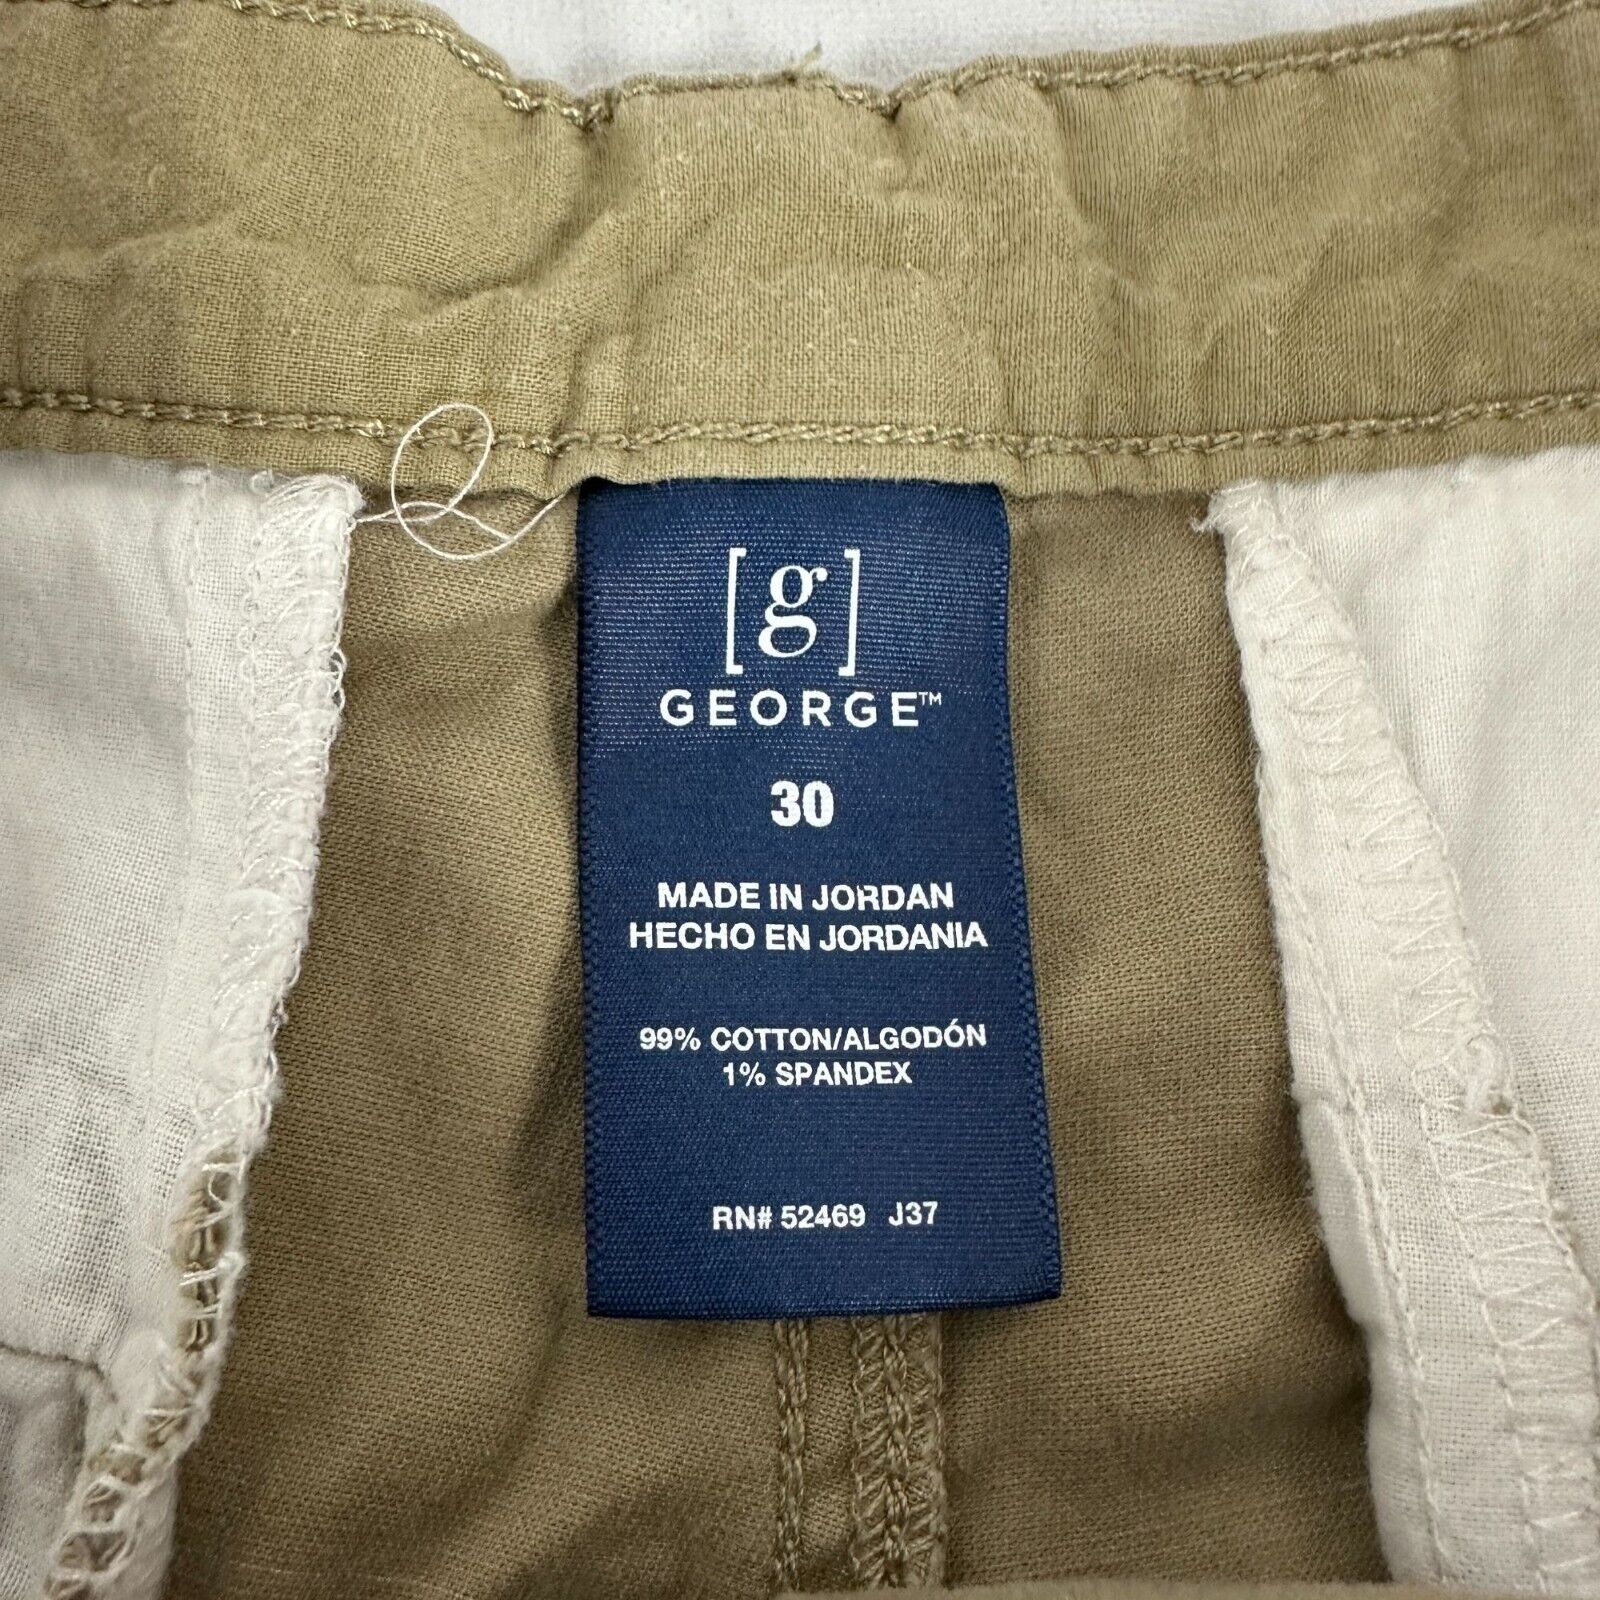 [g]
GEORGE™
30
MADE IN JORDAN
HECHO EN JORDANIA
99% COTTON/ALGODÓN
1% SPANDEX
RN# 52469 J37